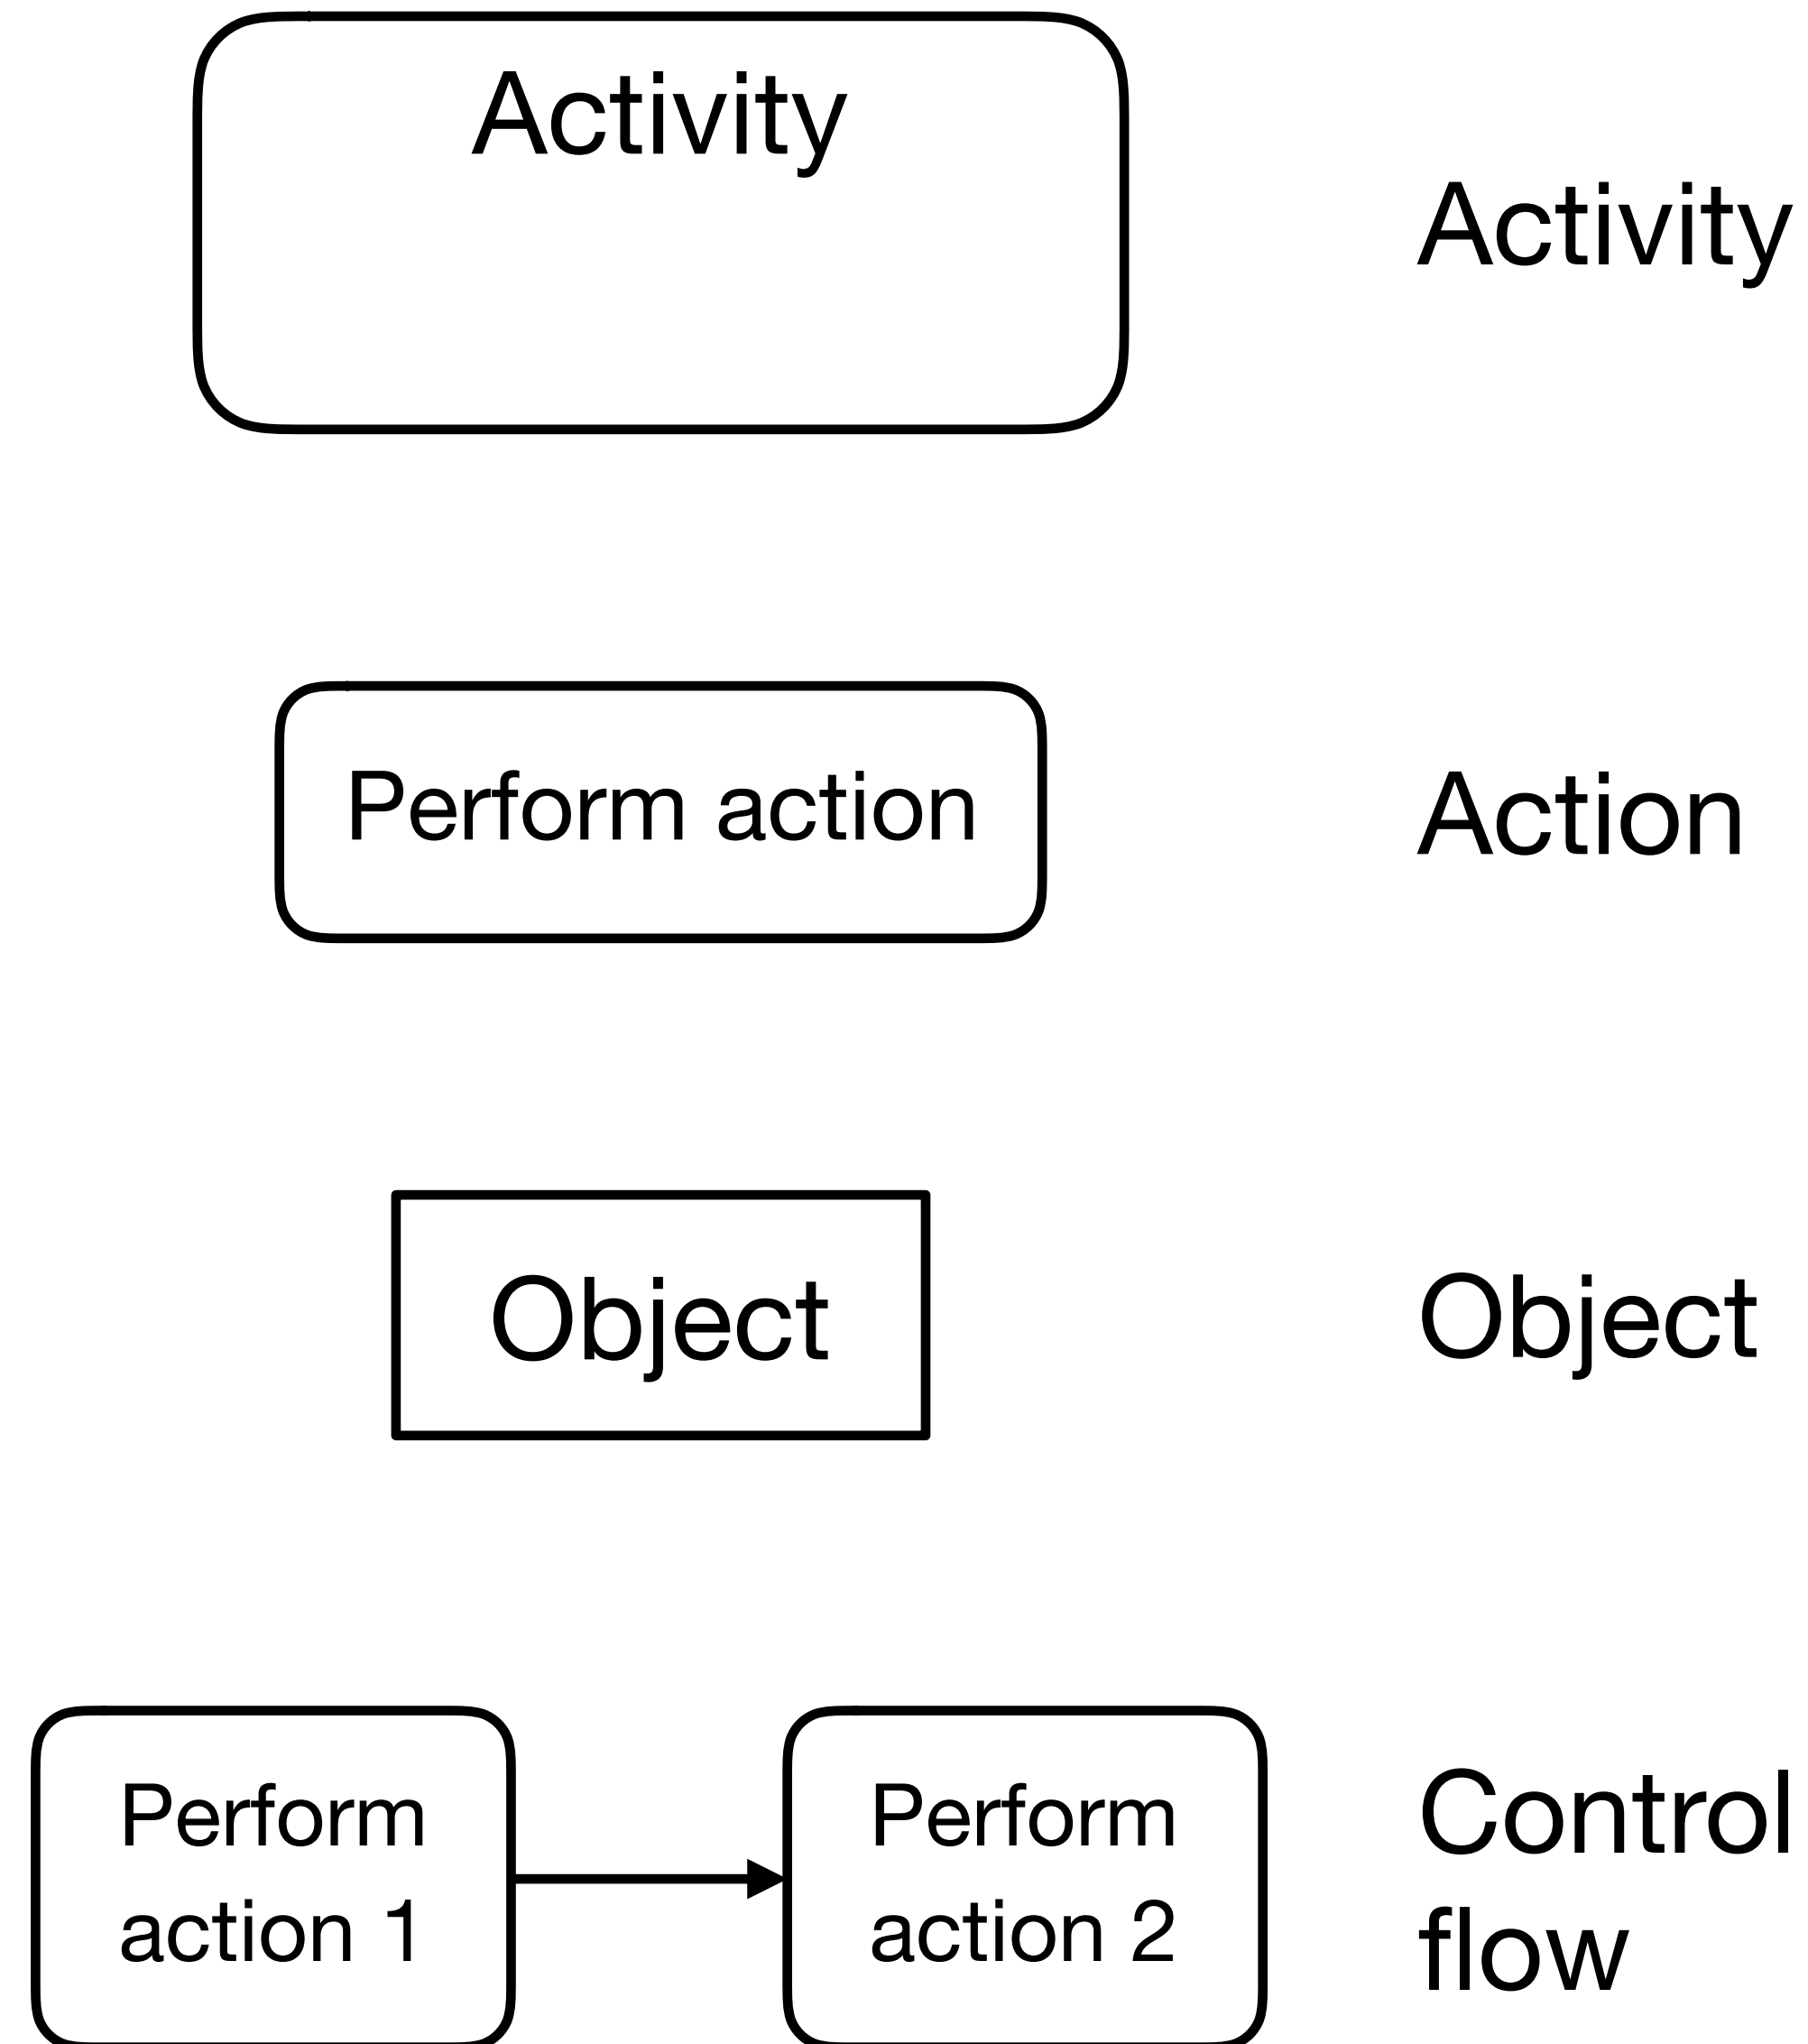 Activity
Activity
Perform action
Action
Object
Object
Perform
action 1
Perform
action 2
Control
flow